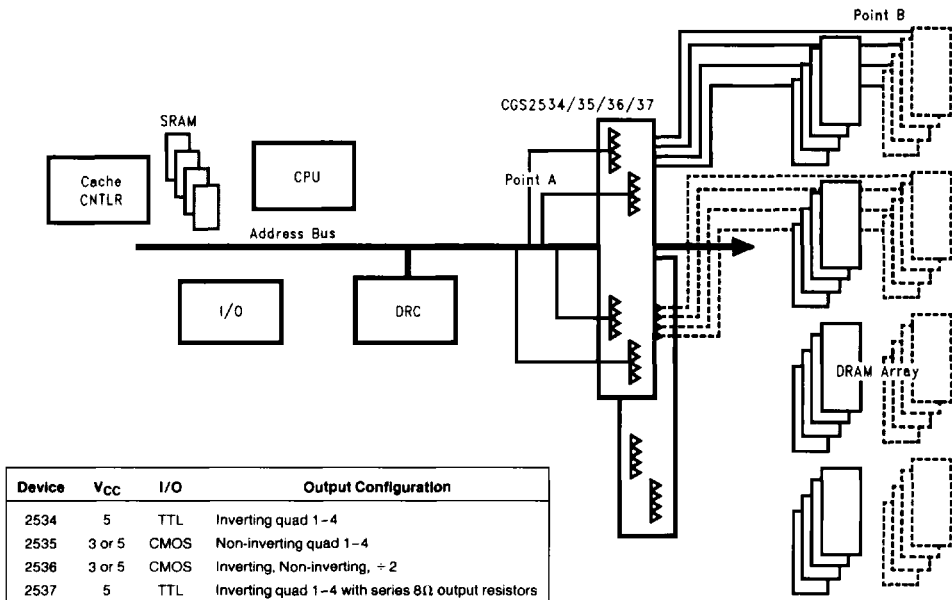 Point B
CGS2534/35/36/37
SRAM
Cache
CNTLR
CPU
Point A
Address Bus
I/O
DRC
DRAM Array
Device VCC I/O Output Configuration
2534 5 TTL Inverting quad 1-4
2535 3 or 5 CMOS Non-inverting quad 1-4
2536 3 or 5 CMOS Inverting, Non-inverting, ÷ 2
2537 5 TTL Inverting quad 1-4 with series 8Ω output resistors